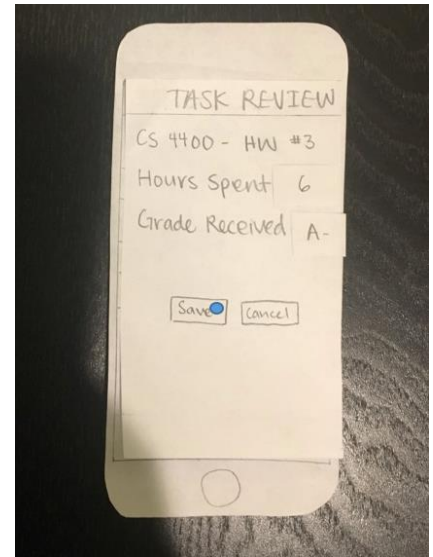 TASK REVIEW
CS 4400 - HW #3
Hours Spent 6
Grade Received A-
Save Cancel